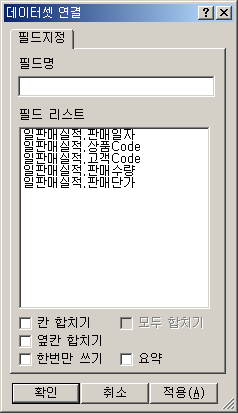 데이터셋 연결
필드지정
필드명
필드 리스트
일판매실적.판매일자
일판매실적.상품Code
일판매실적.고객Code
일판매실적.판매수량
일판매실적.판매단가
칸 합치기 모두 합치기
옆칸 합치기
한번만 쓰기 요약
확인 취소 적용(A)